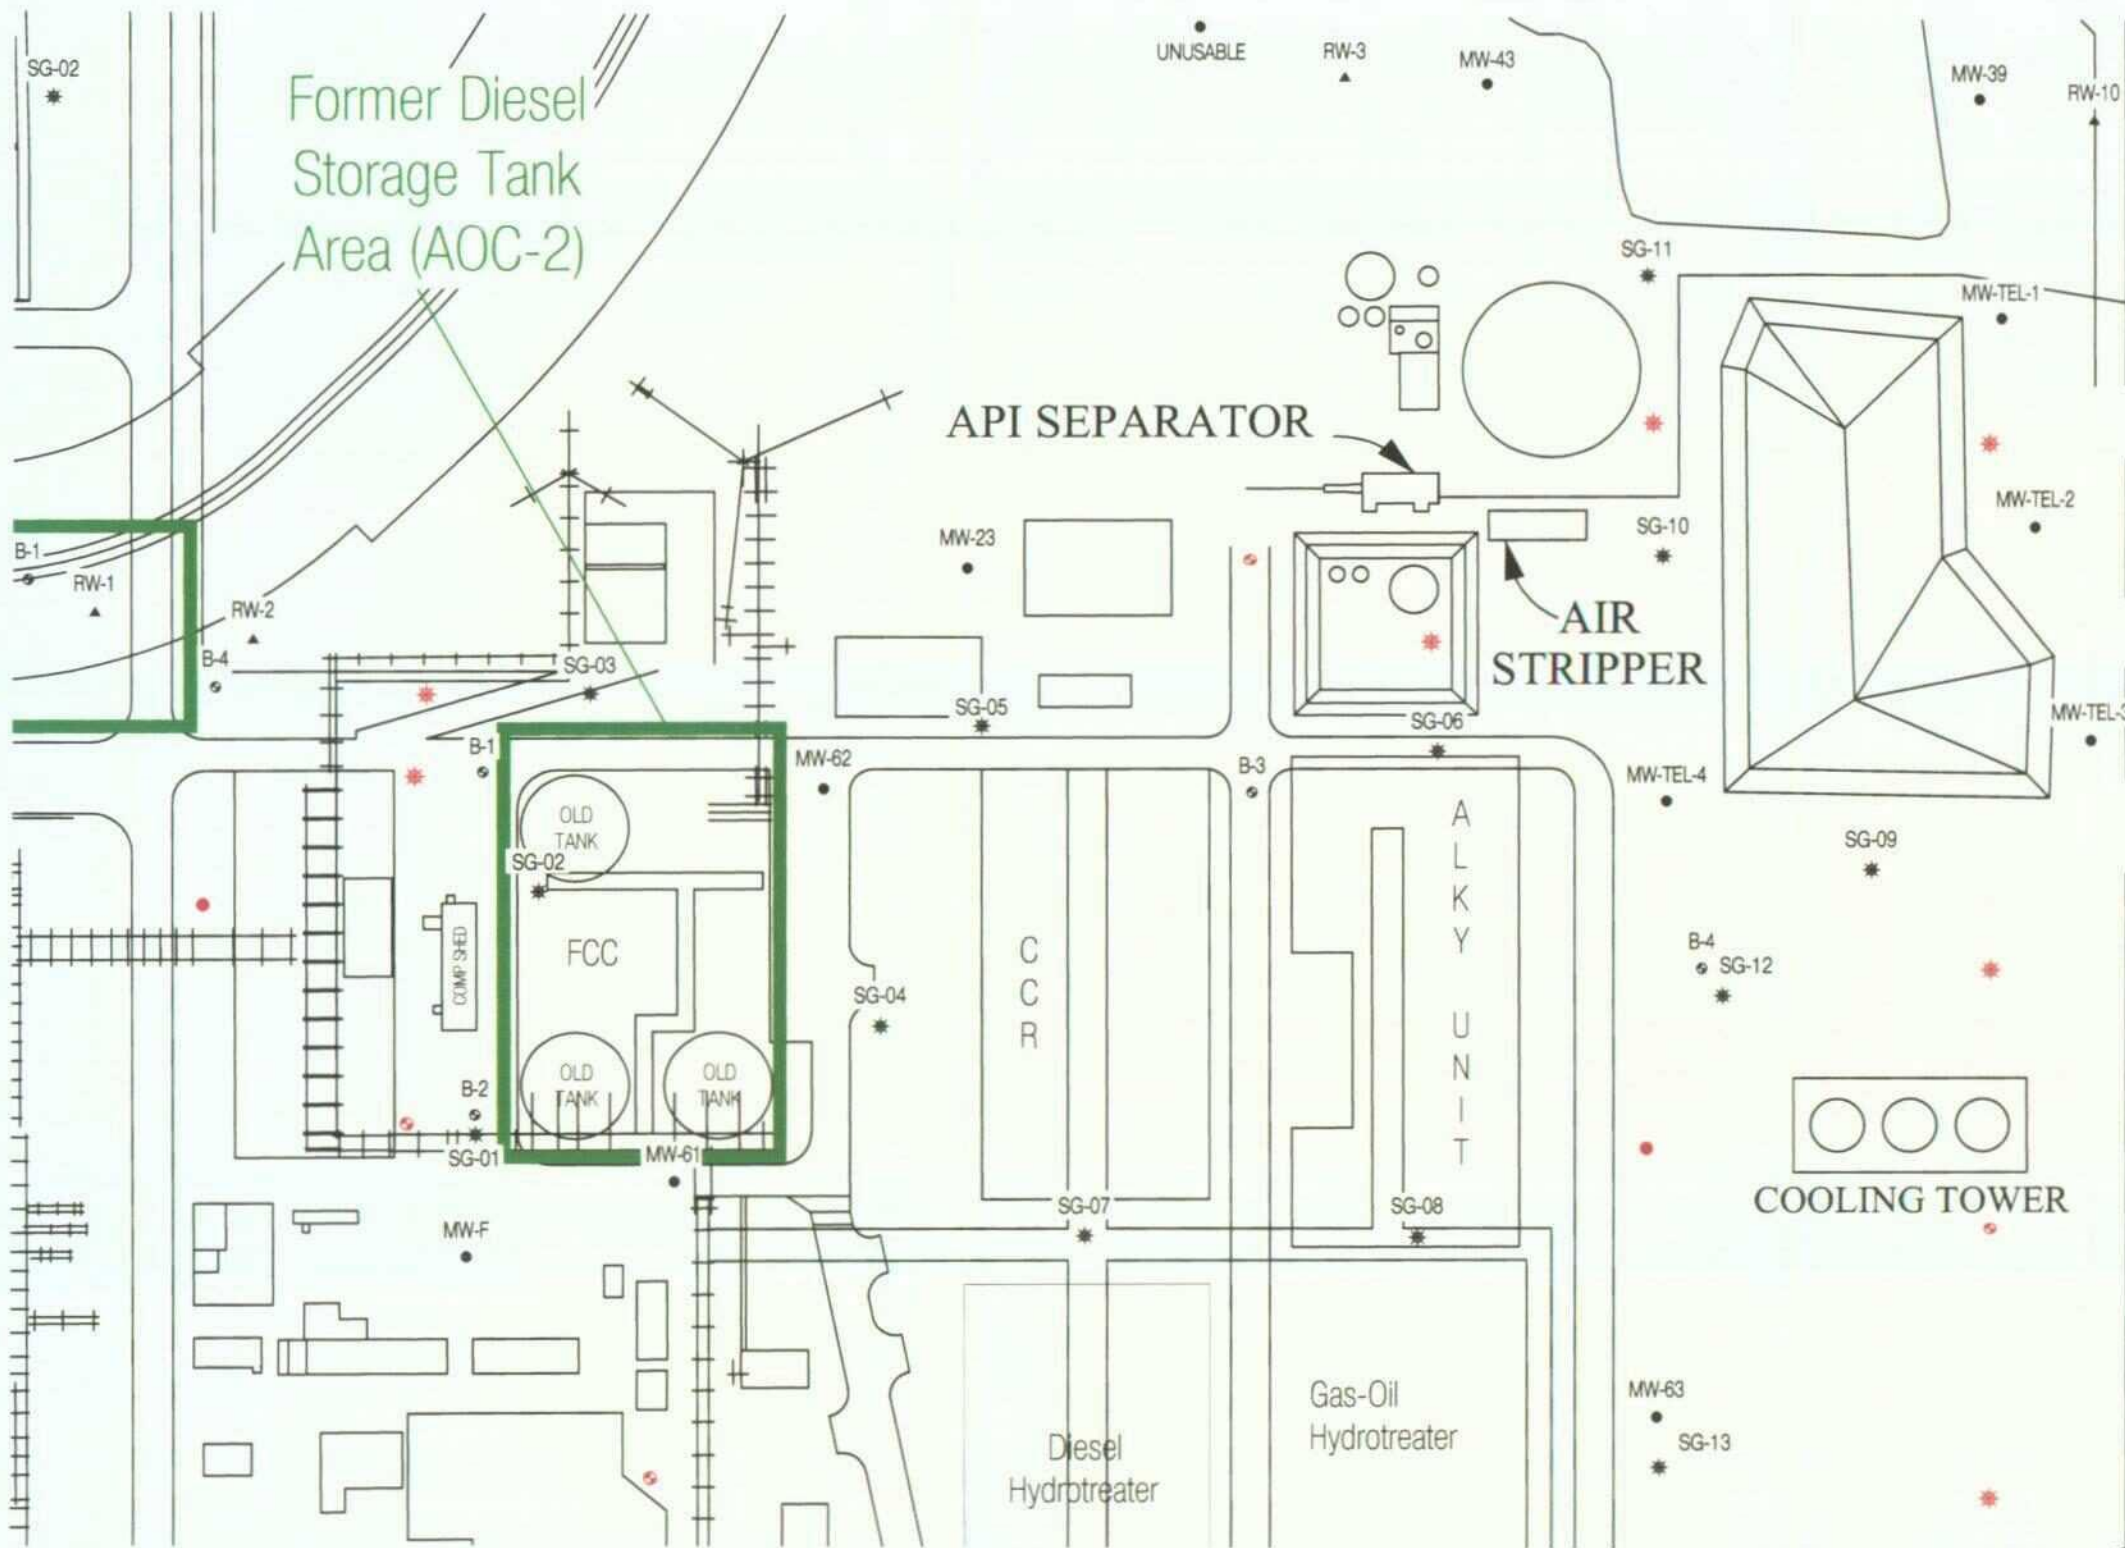 UNUSABLE
RW-3
MW-43
SG-02
MW-39
RW-10
Former Diesel
Storage Tank
Area (AOC-2)
SG-11
MW-TEL-1
API SEPARATOR
MW-TEL-2
SG-10
MW-23
B-1
RW-1
RW-2
AIR
STRIPPER
B-4
SG-03
SG-05
SG-06
B-1
MW-62
B-3
MW-TEL-4
OLD
TANK
SG-02
ALKY UNIT
SG-09
COMP SHED
FCC
CCR
B-4
SG-12
SG-04
OLD
TANK
OLD
TANK
B-2
SG-01
MW-61
COOLING TOWER
SG-07
SG-08
MW-F
Gas-Oil
Hydrotreater
MW-63
Diesel
Hydrotreater
SG-13